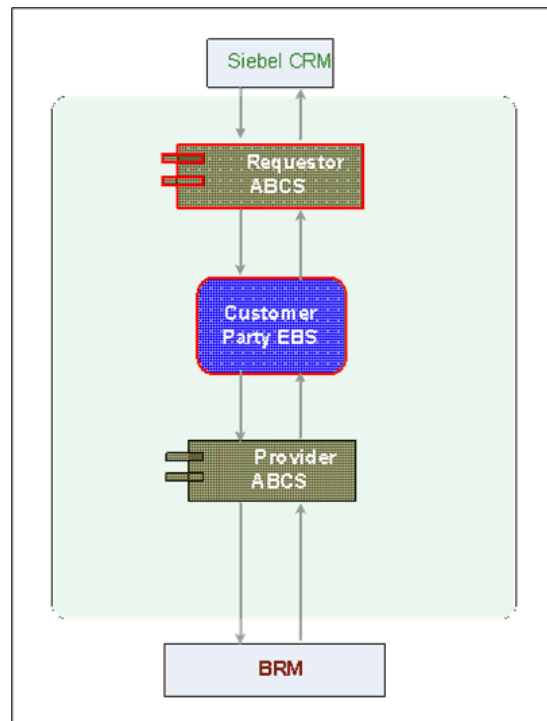 Siebel CRM
Requestor
ABCS
Customer
Party EBS
Provider
ABCS
BRM